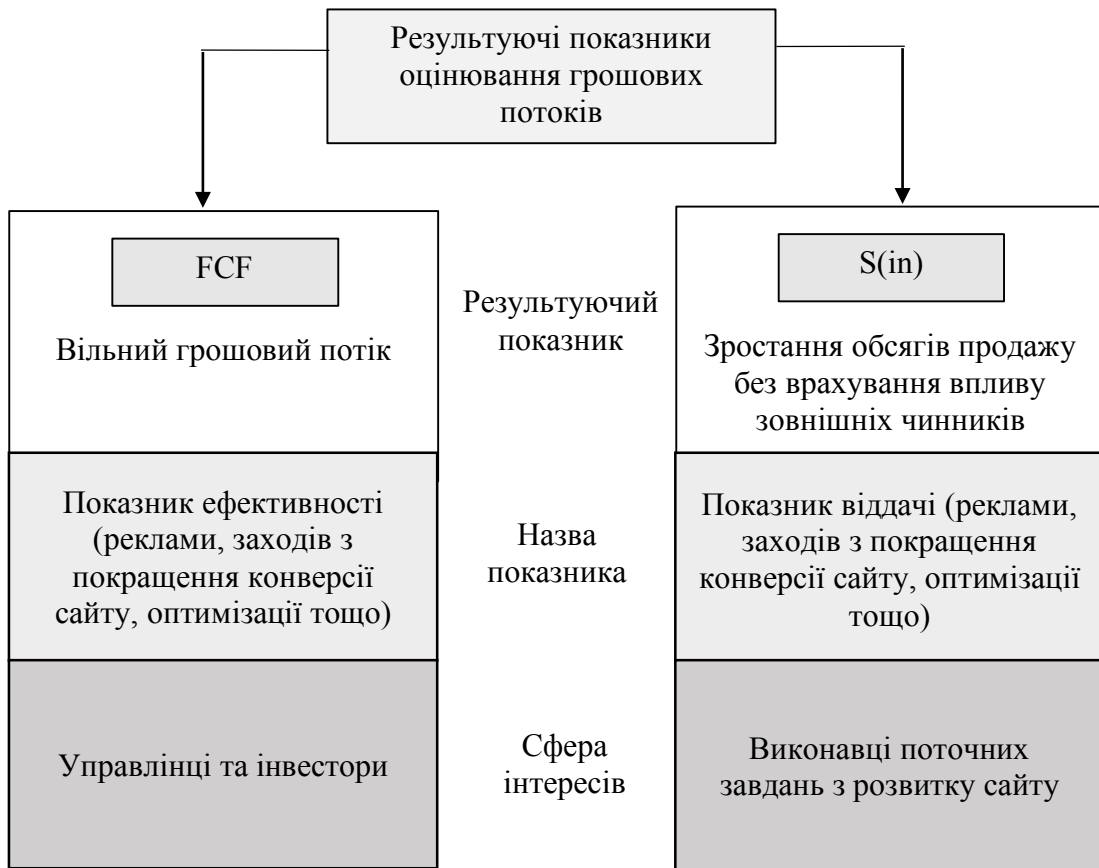 Результуючі показники
оцінювання грошових
потоків
FCF
Вільний грошовий потік
Результуючий
показник
S(in)
Зростання обсягів продажу
без врахування впливу
зовнішніх чинників
Показник ефективності
(реклами, заходів з
покращення конверсії
сайту, оптимізації тощо)
Назва
показника
Показник віддачі (реклами,
заходів з покращення
конверсії сайту, оптимізації
тощо)
Управлінці та інвестори
Сфера
інтересів
Виконавці поточних
завдань з розвитку сайту